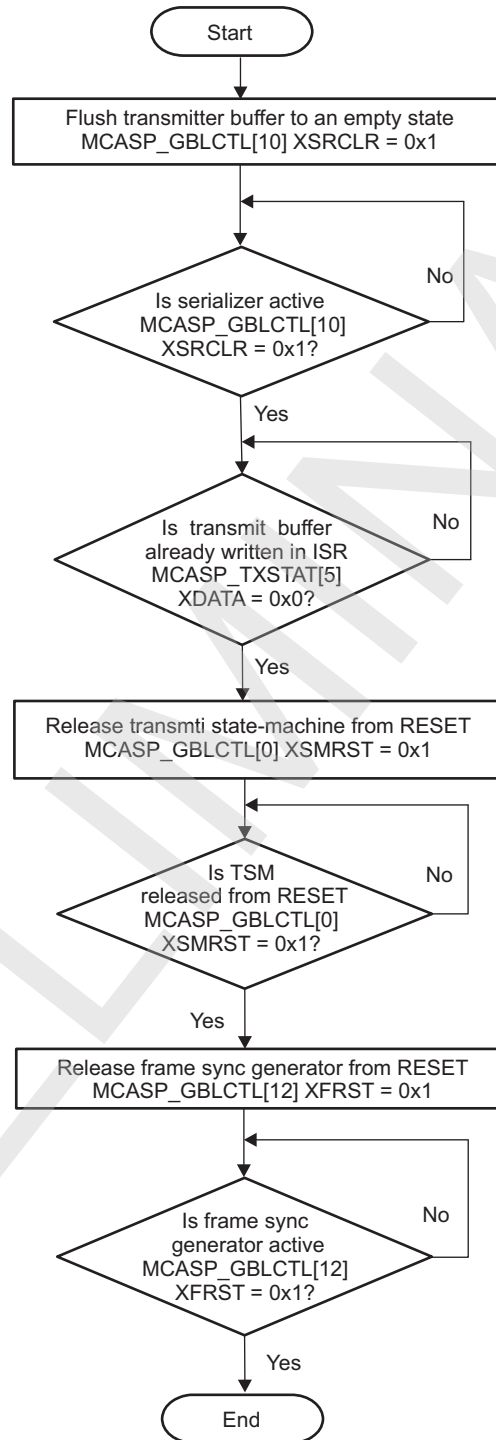 Start
Flush transmitter buffer to an empty state
MCASP_GBLCTL[10] XSRCLR = 0x1
No
Is serializer active
MCASP_GBLCTL[10]
XSRCLR = 0x1?
Yes
No
Is transmit buffer
already written in ISR
MCASP_TXSTAT[5]
XDATA = 0x0?
Yes
Release transmti state-machine from RESET
MCASP_GBLCTL[0] XSMRST = 0x1
No
Is TSM
released from RESET
MCASP_GBLCTL[0]
XSMRST = 0x1?
Yes
Release frame sync generator from RESET
MCASP_GBLCTL[12] XFRST = 0x1
No
Is frame sync
generator active
MCASP_GBLCTL[12]
XFRST = 0x1?
Yes
End